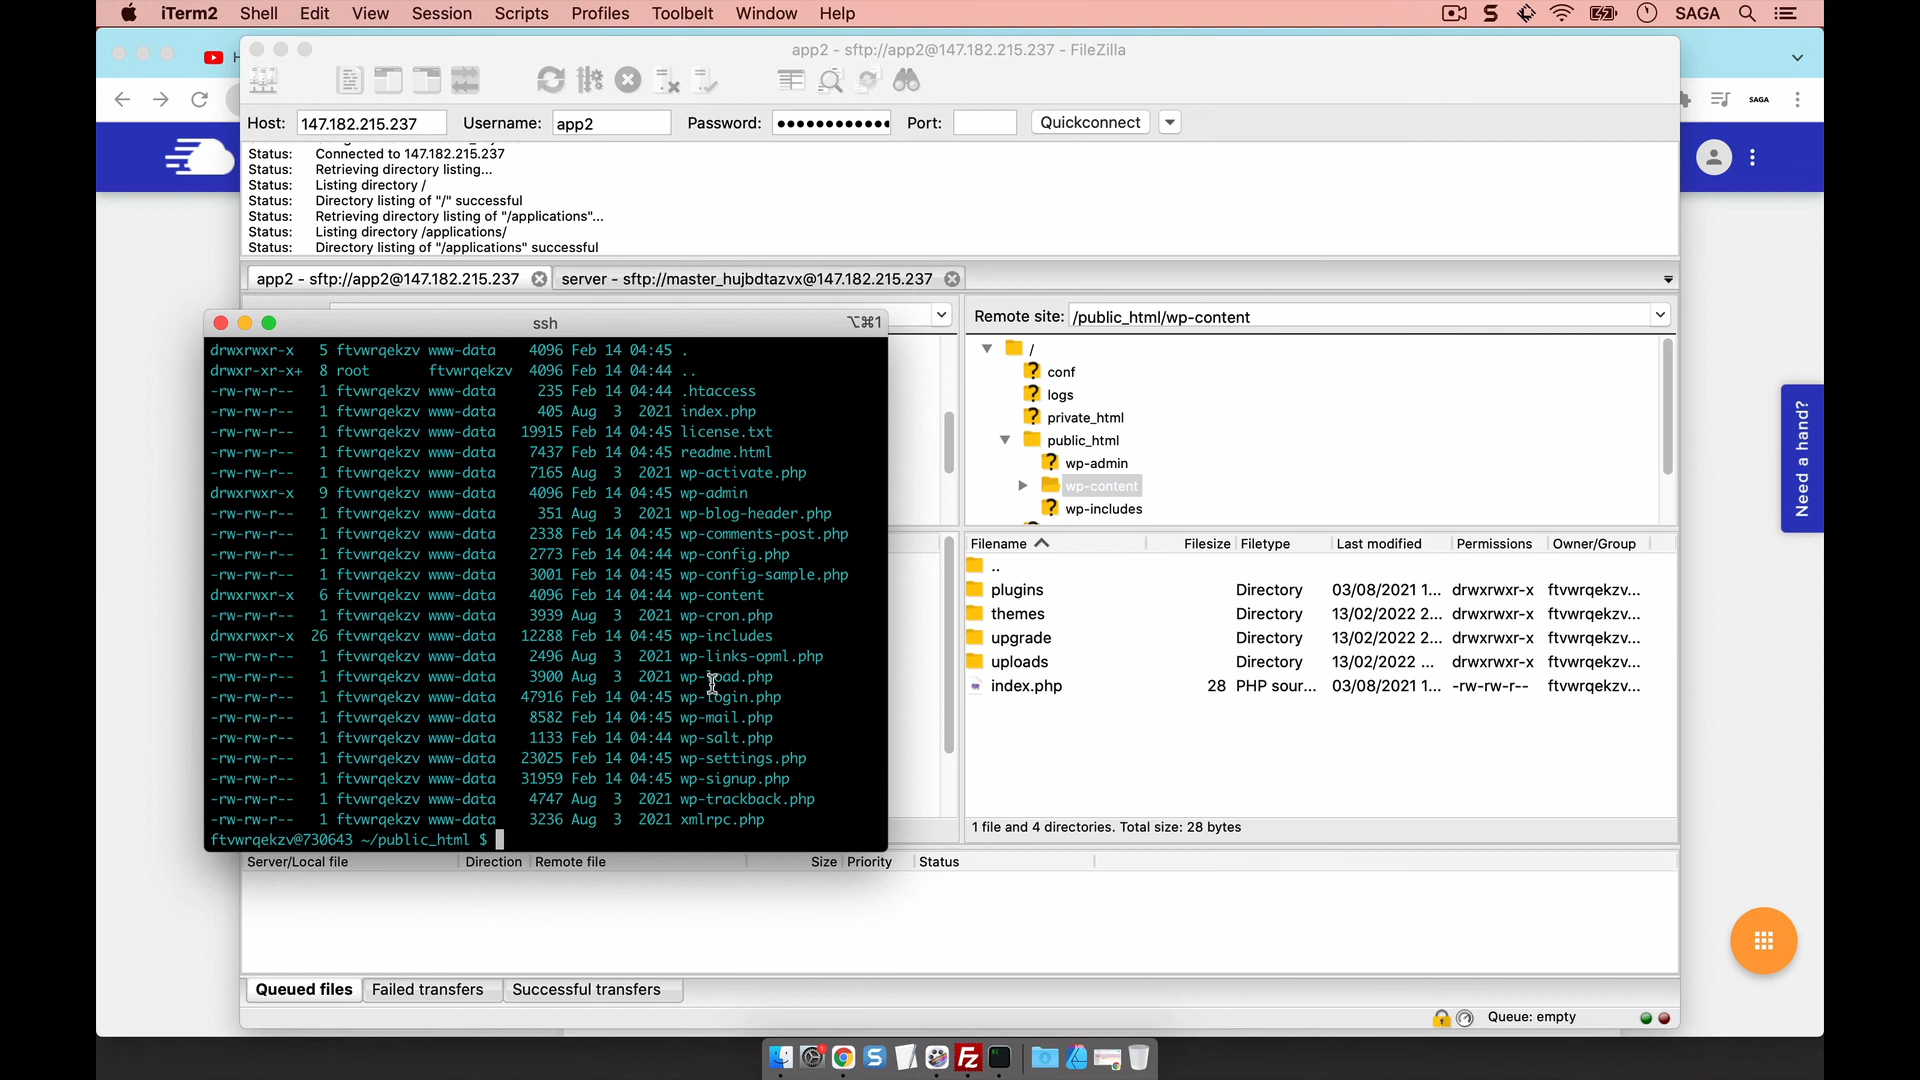 iTerm2 Shell Edit View Session Scripts Profiles Toolbelt Window Help SAGA
app2 - sftp://app2@147.182.215.237 - FileZilla
SAGA
Host: 147.182.215.237 Username: app2 Password: ●●●●●●●●●●●● Port: Quickconnect
Status: Connected to 147.182.215.237
Status: Retrieving directory listing...
Status: Listing directory /
Status: Directory listing of "/" successful
Status: Retrieving directory listing of "/applications"...
Status: Listing directory /applications/
Status: Directory listing of "/applications" successful
app2 - sftp://app2@147.182.215.237 server - sftp://master_hujbdtazvx@147.182.215.237
ssh ⌥⌘1
drwxrwxr-x 5 ftvwrqekzv www-data 4096 Feb 14 04:45 .
drwxr-xr-x+ 8 root ftvwrqekzv 4096 Feb 14 04:44 ..
-rw-rw-r-- 1 ftvwrqekzv www-data 235 Feb 14 04:44 .htaccess
-rw-rw-r-- 1 ftvwrqekzv www-data 405 Aug 3 2021 index.php
-rw-rw-r-- 1 ftvwrqekzv www-data 19915 Feb 14 04:45 license.txt
-rw-rw-r-- 1 ftvwrqekzv www-data 7437 Feb 14 04:45 readme.html
-rw-rw-r-- 1 ftvwrqekzv www-data 7165 Aug 3 2021 wp-activate.php
drwxrwxr-x 9 ftvwrqekzv www-data 4096 Feb 14 04:45 wp-admin
-rw-rw-r-- 1 ftvwrqekzv www-data 351 Aug 3 2021 wp-blog-header.php
-rw-rw-r-- 1 ftvwrqekzv www-data 2338 Feb 14 04:45 wp-comments-post.php
-rw-rw-r-- 1 ftvwrqekzv www-data 2773 Feb 14 04:44 wp-config.php
-rw-rw-r-- 1 ftvwrqekzv www-data 3001 Feb 14 04:45 wp-config-sample.php
drwxrwxr-x 6 ftvwrqekzv www-data 4096 Feb 14 04:44 wp-content
-rw-rw-r-- 1 ftvwrqekzv www-data 3939 Aug 3 2021 wp-cron.php
drwxrwxr-x 26 ftvwrqekzv www-data 12288 Feb 14 04:45 wp-includes
-rw-rw-r-- 1 ftvwrqekzv www-data 2496 Aug 3 2021 wp-links-opml.php
-rw-rw-r-- 1 ftvwrqekzv www-data 3900 Aug 3 2021 wp-load.php
-rw-rw-r-- 1 ftvwrqekzv www-data 47916 Feb 14 04:45 wp-login.php
-rw-rw-r-- 1 ftvwrqekzv www-data 8582 Feb 14 04:45 wp-mail.php
-rw-rw-r-- 1 ftvwrqekzv www-data 1133 Feb 14 04:44 wp-salt.php
-rw-rw-r-- 1 ftvwrqekzv www-data 23025 Feb 14 04:45 wp-settings.php
-rw-rw-r-- 1 ftvwrqekzv www-data 31959 Feb 14 04:45 wp-signup.php
-rw-rw-r-- 1 ftvwrqekzv www-data 4747 Aug 3 2021 wp-trackback.php
-rw-rw-r-- 1 ftvwrqekzv www-data 3236 Aug 3 2021 xmlrpc.php
ftvwrqekzv@730643 ~/public_html $
Remote site: /public_html/wp-content
/
conf
logs
private_html
public_html
wp-admin
wp-content
wp-includes
Filename Filesize Filetype Last modified Permissions Owner/Group
..
plugins Directory 03/08/2021 1... drwxrwxr-x ftvwrqekzv...
themes Directory 13/02/2022 2... drwxrwxr-x ftvwrqekzv...
upgrade Directory 13/02/2022 2... drwxrwxr-x ftvwrqekzv...
uploads Directory 13/02/2022 ... drwxrwxr-x ftvwrqekzv...
index.php 28 PHP sour... 03/08/2021 1... -rw-rw-r-- ftvwrqekzv...
1 file and 4 directories. Total size: 28 bytes
Need a hand?
Server/Local file Direction Remote file Size Priority Status
Queued files Failed transfers Successful transfers
Queue: empty